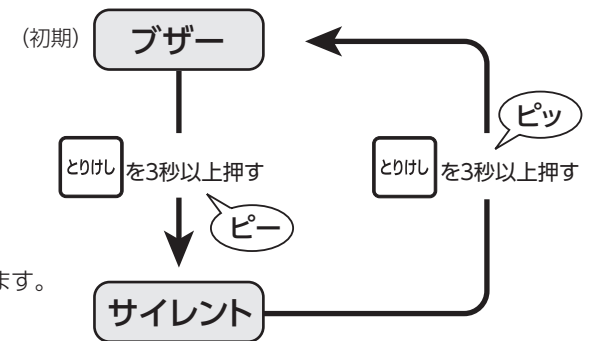 (初期) ブザー
ピッ
とりけし を3秒以上押す
とりけし を3秒以上押す
ピー
ます。
サイレント